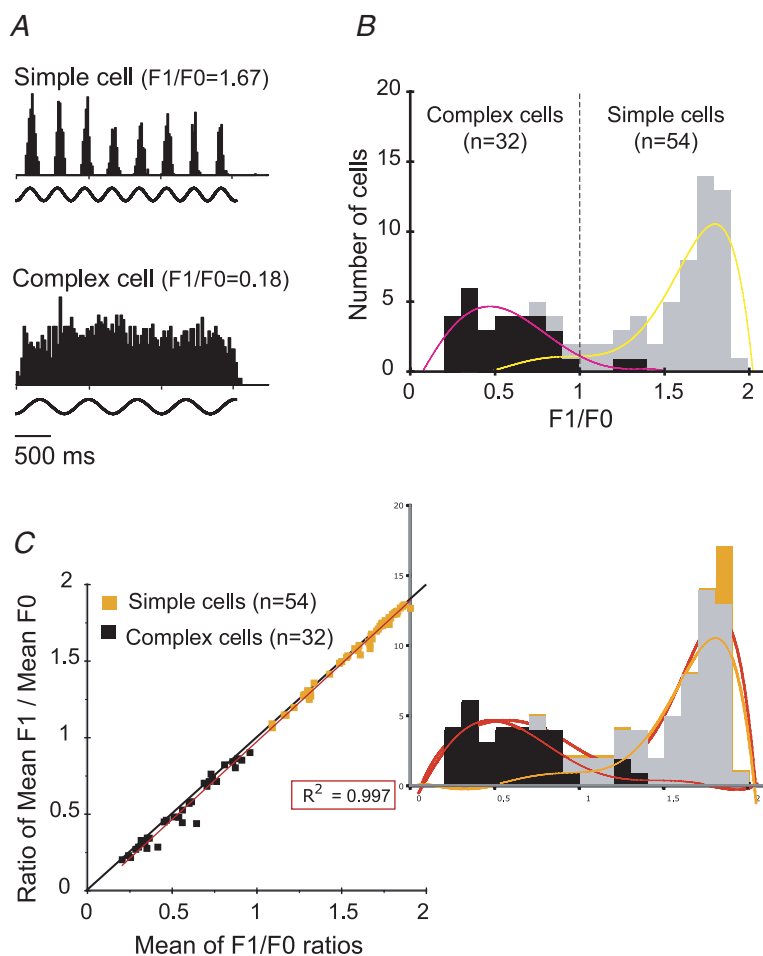 A
Simple cell (F1/F0=1.67)
Complex cell (F1/F0=0.18)
500 ms
B
20
15
10
5
0
Number of cells
Complex cells
(n=32)
Simple cells
(n=54)
0
0.5
1
1.5
2
F1/F0
C
2
1.5
1
0.5
0
Ratio of Mean F1 / Mean F0
Simple cells (n=54)
Complex cells (n=32)
R² = 0.997
0
0.5
1
1.5
2
Mean of F1/F0 ratios
20
15
10
5
0
0
0,5
1
1,5
2